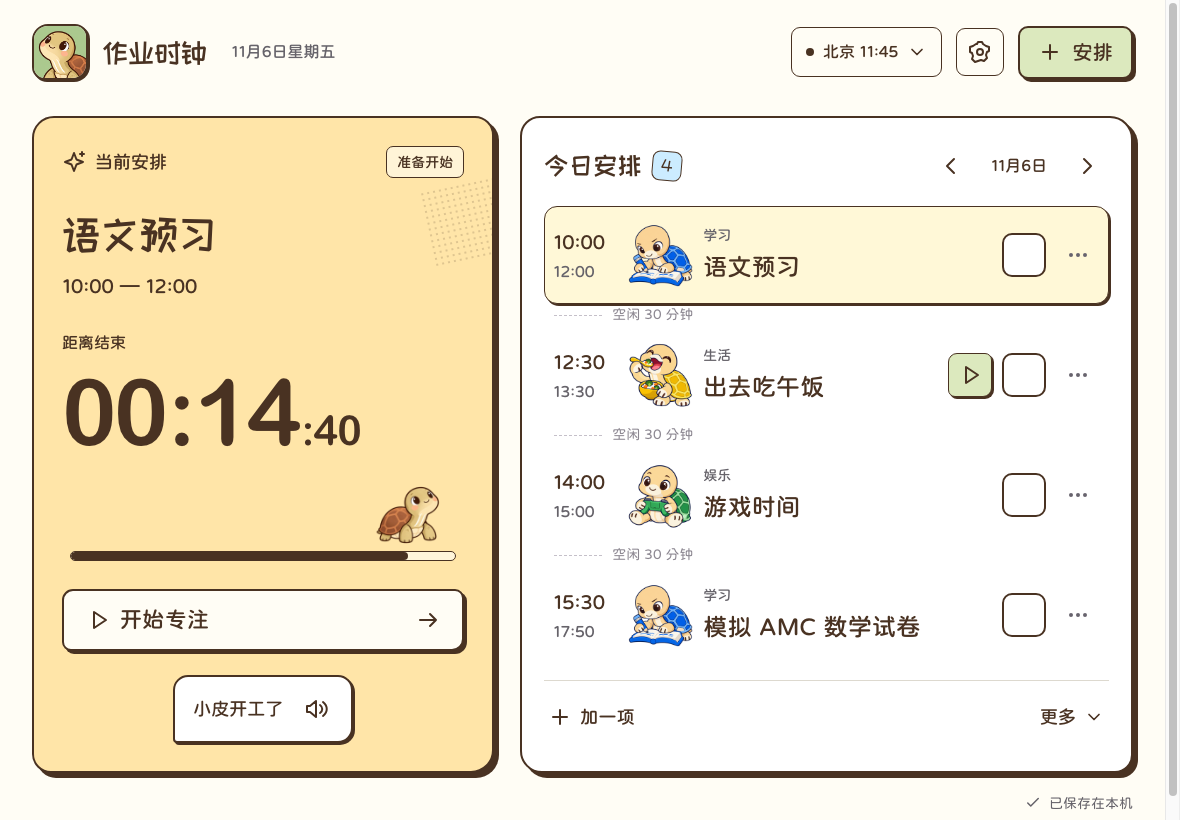 作业时钟
11月6日星期五
北京 11:45
安排
当前安排
准备开始
语文预习
10:00 — 12:00
距离结束
00:14:40
开始专注
小皮开工了
今日安排 4
11月6日
10:00
12:00
学习
语文预习
空闲 30 分钟
12:30
13:30
生活
出去吃午饭
空闲 30 分钟
14:00
15:00
娱乐
游戏时间
空闲 30 分钟
15:30
17:50
学习
模拟 AMC 数学试卷
加一项
更多
已保存在本机